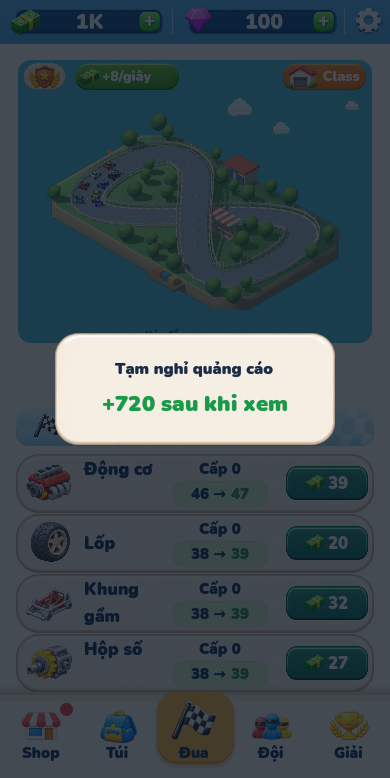 1K
100
+8/giây
Class
Tạm nghỉ quảng cáo
+720 sau khi xem
Động cơ
Cấp 0
46 → 47
39
Lốp
Cấp 0
38 → 39
20
Khung
gầm
Cấp 0
38 → 39
32
Hộp số
Cấp 0
38 → 39
27
Shop
Túi
Đua
Đội
Giải